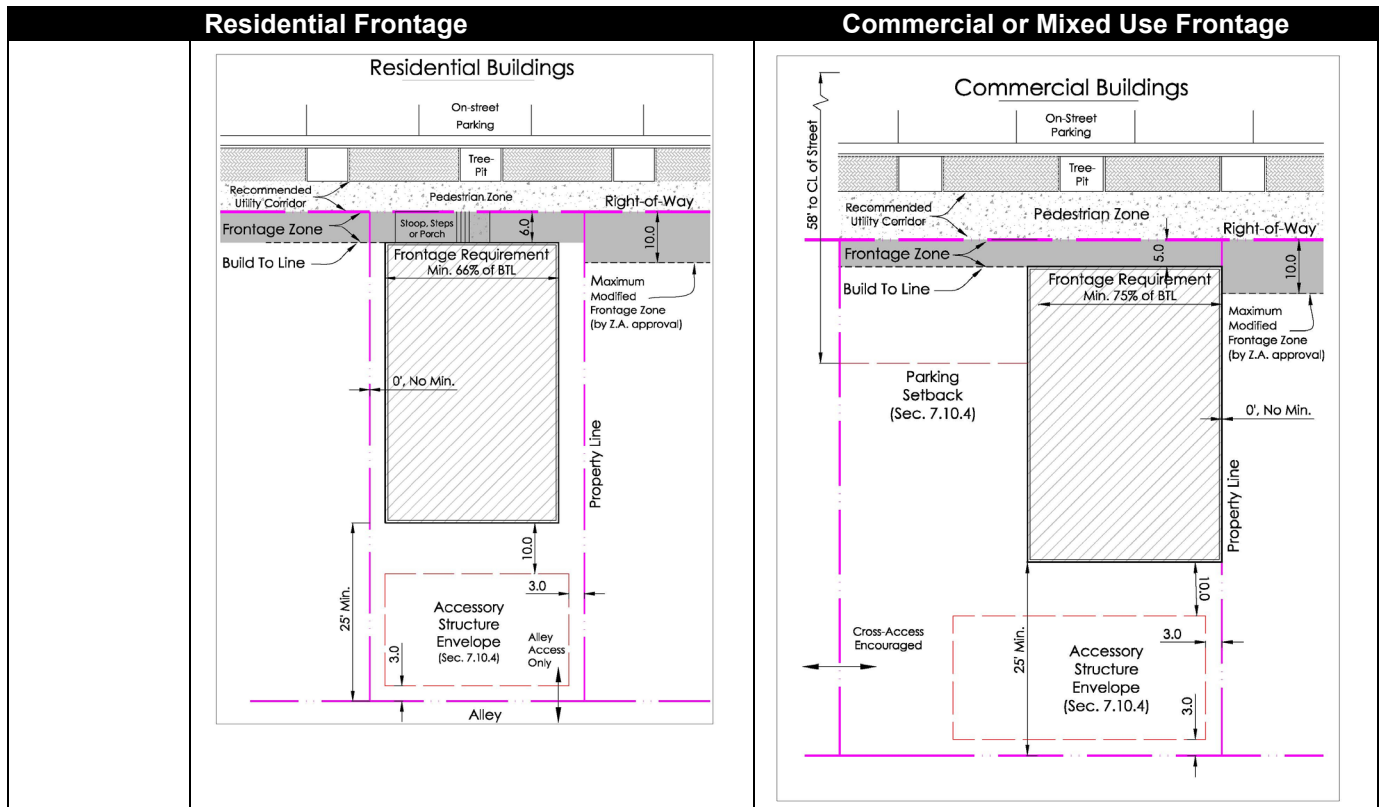 Residential Frontage
Commercial or Mixed Use Frontage
Residential Buildings
On-street
Parking
Tree-
Pit
Recommended
Utility Corridor
Pedestrian Zone
Right-of-Way
Frontage Zone
Stoop, Steps
or Porch
6.0
10.0
Build To Line
Frontage Requirement
Min. 66% of BTL
Maximum
Modified
Frontage Zone
(by Z.A. approval)
0', No Min.
Property Line
10.0
25' Min.
3.0
Accessory
Structure
Envelope
(Sec. 7.10.4)
Alley
Access
Only
3.0
Alley
Commercial Buildings
58' to CL of Street
On-Street
Parking
Tree-
Pit
Recommended
Utility Corridor
Pedestrian Zone
Right-of-Way
Frontage Zone
5.0
10.0
Build To Line
Frontage Requirement
Min. 75% of BTL
Maximum
Modified
Frontage Zone
(by Z.A. approval)
Parking
Setback
(Sec. 7.10.4)
0', No Min.
Property Line
10.0
Cross-Access
Encouraged
25' Min.
3.0
Accessory
Structure
Envelope
(Sec. 7.10.4)
3.0